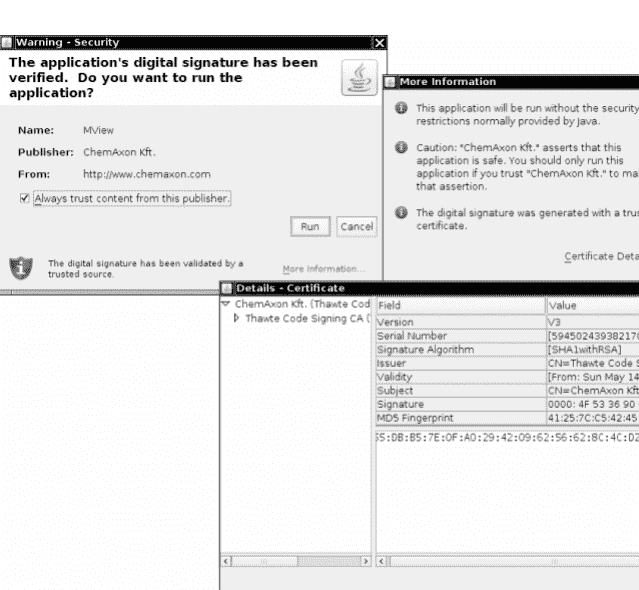 Warning - Security
The application's digital signature has been
verified. Do you want to run the
application?
Name: MView
Publisher: ChemAxon Kft.
From: http://www.chemaxon.com
Always trust content from this publisher.
Run Cancel
The digital signature has been validated by a
trusted source.
More Information...
More Information
This application will be run without the security
restrictions normally provided by Java.
Caution: "ChemAxon Kft." asserts that this
application is safe. You should only run this
application if you trust "ChemAxon Kft." to ma
that assertion.
The digital signature was generated with a trus
certificate.
Certificate Deta
Details - Certificate
ChemAxon Kft. (Thawte Cod
Thawte Code Signing CA (
Field Value
Version V3
Serial Number [5945024393821 7
Signature Algorithm [SHA1withRSA]
Issuer CN=Thawte Code S
Validity [From: Sun May 14
Subject CN=ChemAxon Kft
Signature 0000: 4F 53 36 90
MD5 Fingerprint 41:25:7C:C5:42:45
55:DB:B5:7E:0F:A0:29:42:09:62:56:62:8C:4C:D2